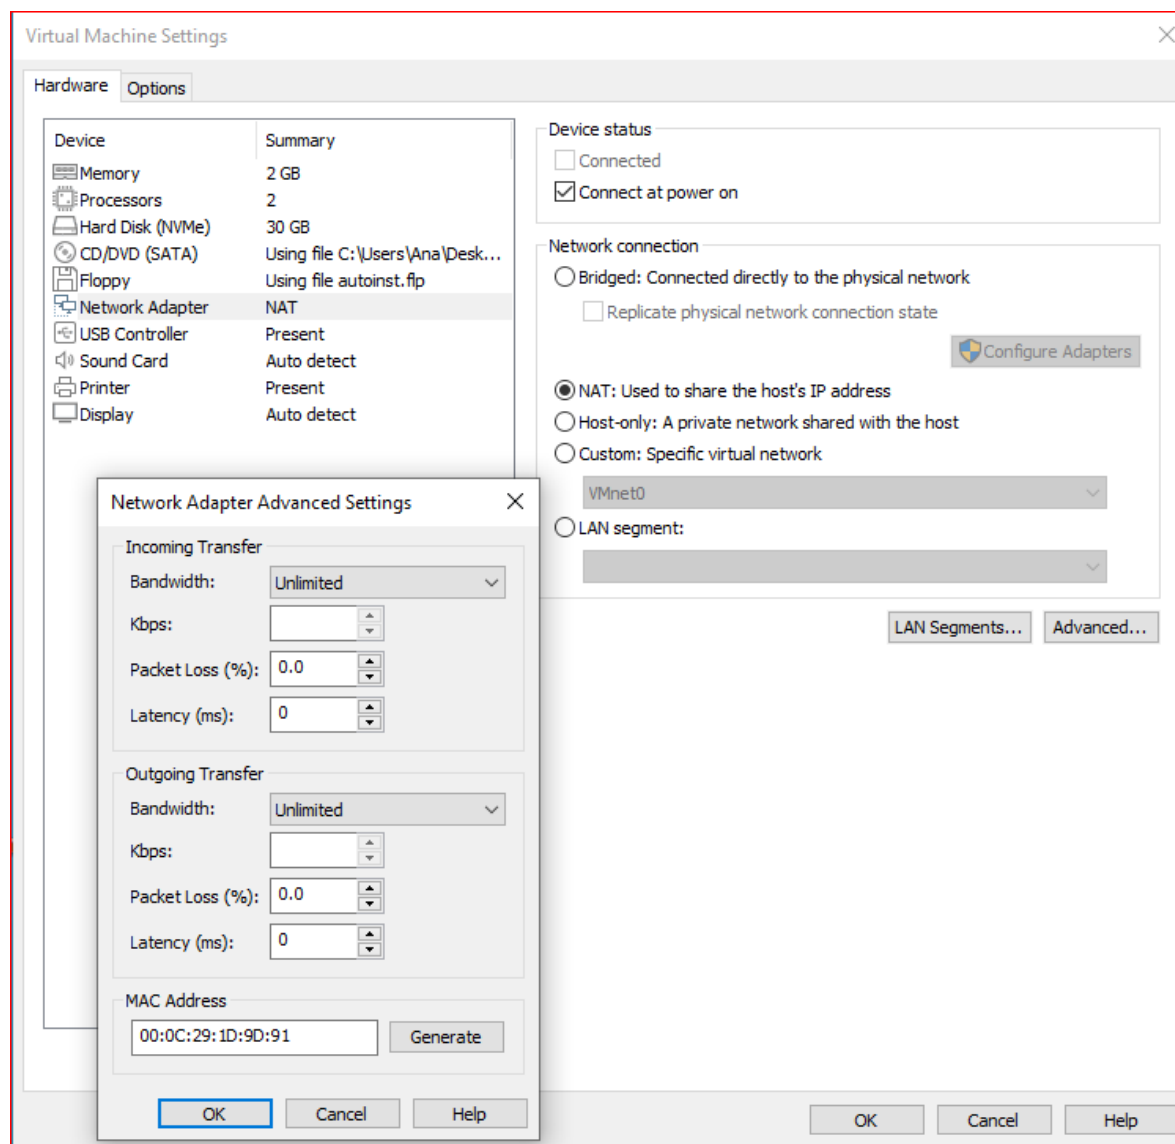 Virtual Machine Settings
Hardware
Options
Device Summary
Memory 2 GB
Processors 2
Hard Disk (NVMe) 30 GB
CD/DVD (SATA) Using file C:\Users\Ana\Desk...
Floppy Using file autoinst.flp
Network Adapter NAT
USB Controller Present
Sound Card Auto detect
Printer Present
Display Auto detect
Device status
Connected
Connect at power on
Network connection
Bridged: Connected directly to the physical network
Replicate physical network connection state
Configure Adapters
NAT: Used to share the host's IP address
Host-only: A private network shared with the host
Custom: Specific virtual network
VMnet0
LAN segment:
LAN Segments... Advanced...
Network Adapter Advanced Settings
Incoming Transfer
Bandwidth: Unlimited
Kbps:
Packet Loss (%): 0.0
Latency (ms): 0
Outgoing Transfer
Bandwidth: Unlimited
Kbps:
Packet Loss (%): 0.0
Latency (ms): 0
MAC Address
00:0C:29:1D:9D:91 Generate
OK Cancel Help
OK Cancel Help